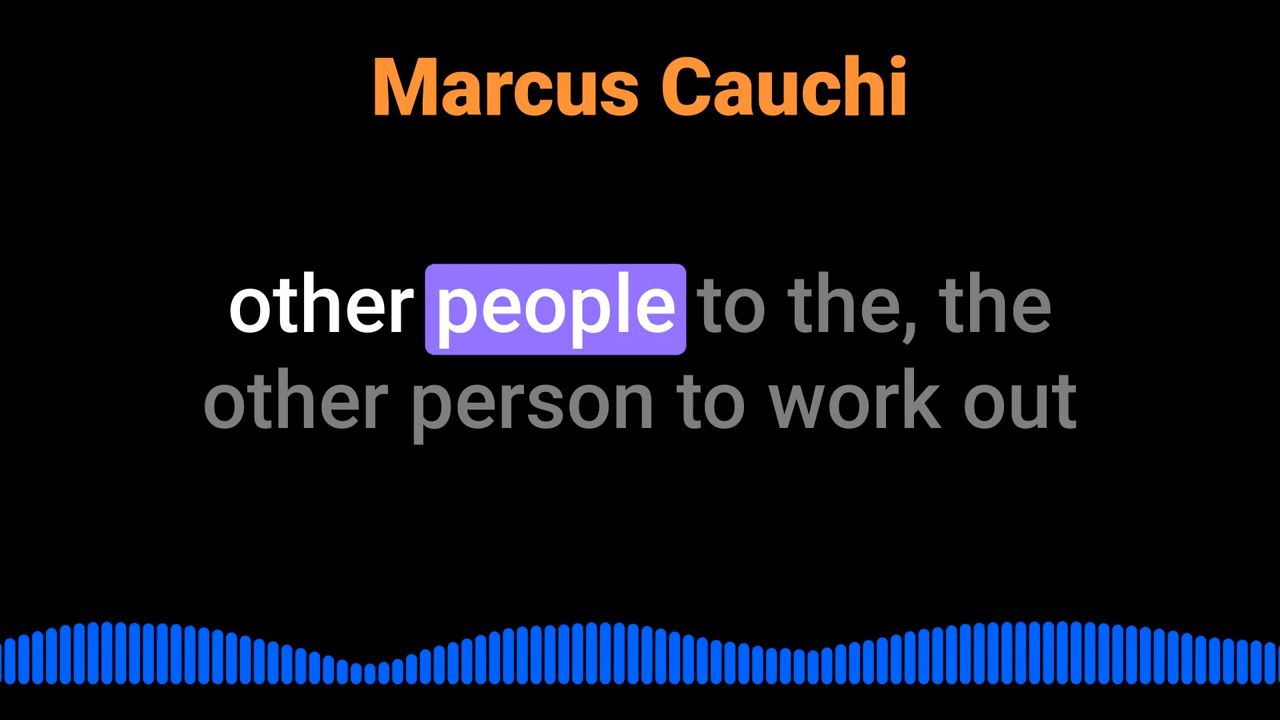 Marcus Cauchi
other people to the, the
other person to work out